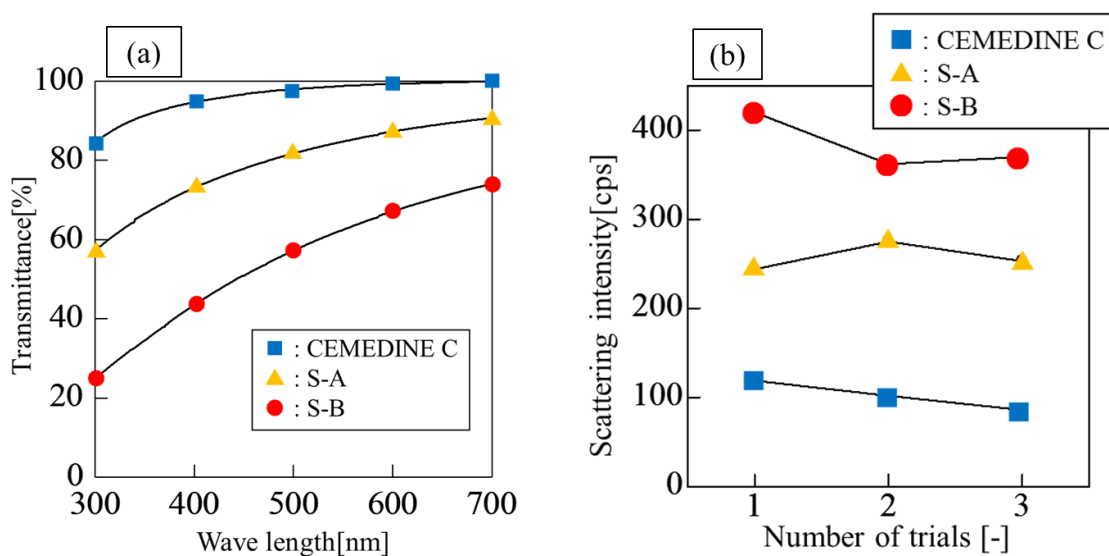 (a)
100
80
60
40
20
0
Transmittance[%]
300 400 500 600 700
Wave length[nm]
: CEMEDINE C
: S-A
: S-B
(b)
: CEMEDINE C
: S-A
: S-B
400
300
200
100
0
Scattering intensity[cps]
1 2 3
Number of trials [-]